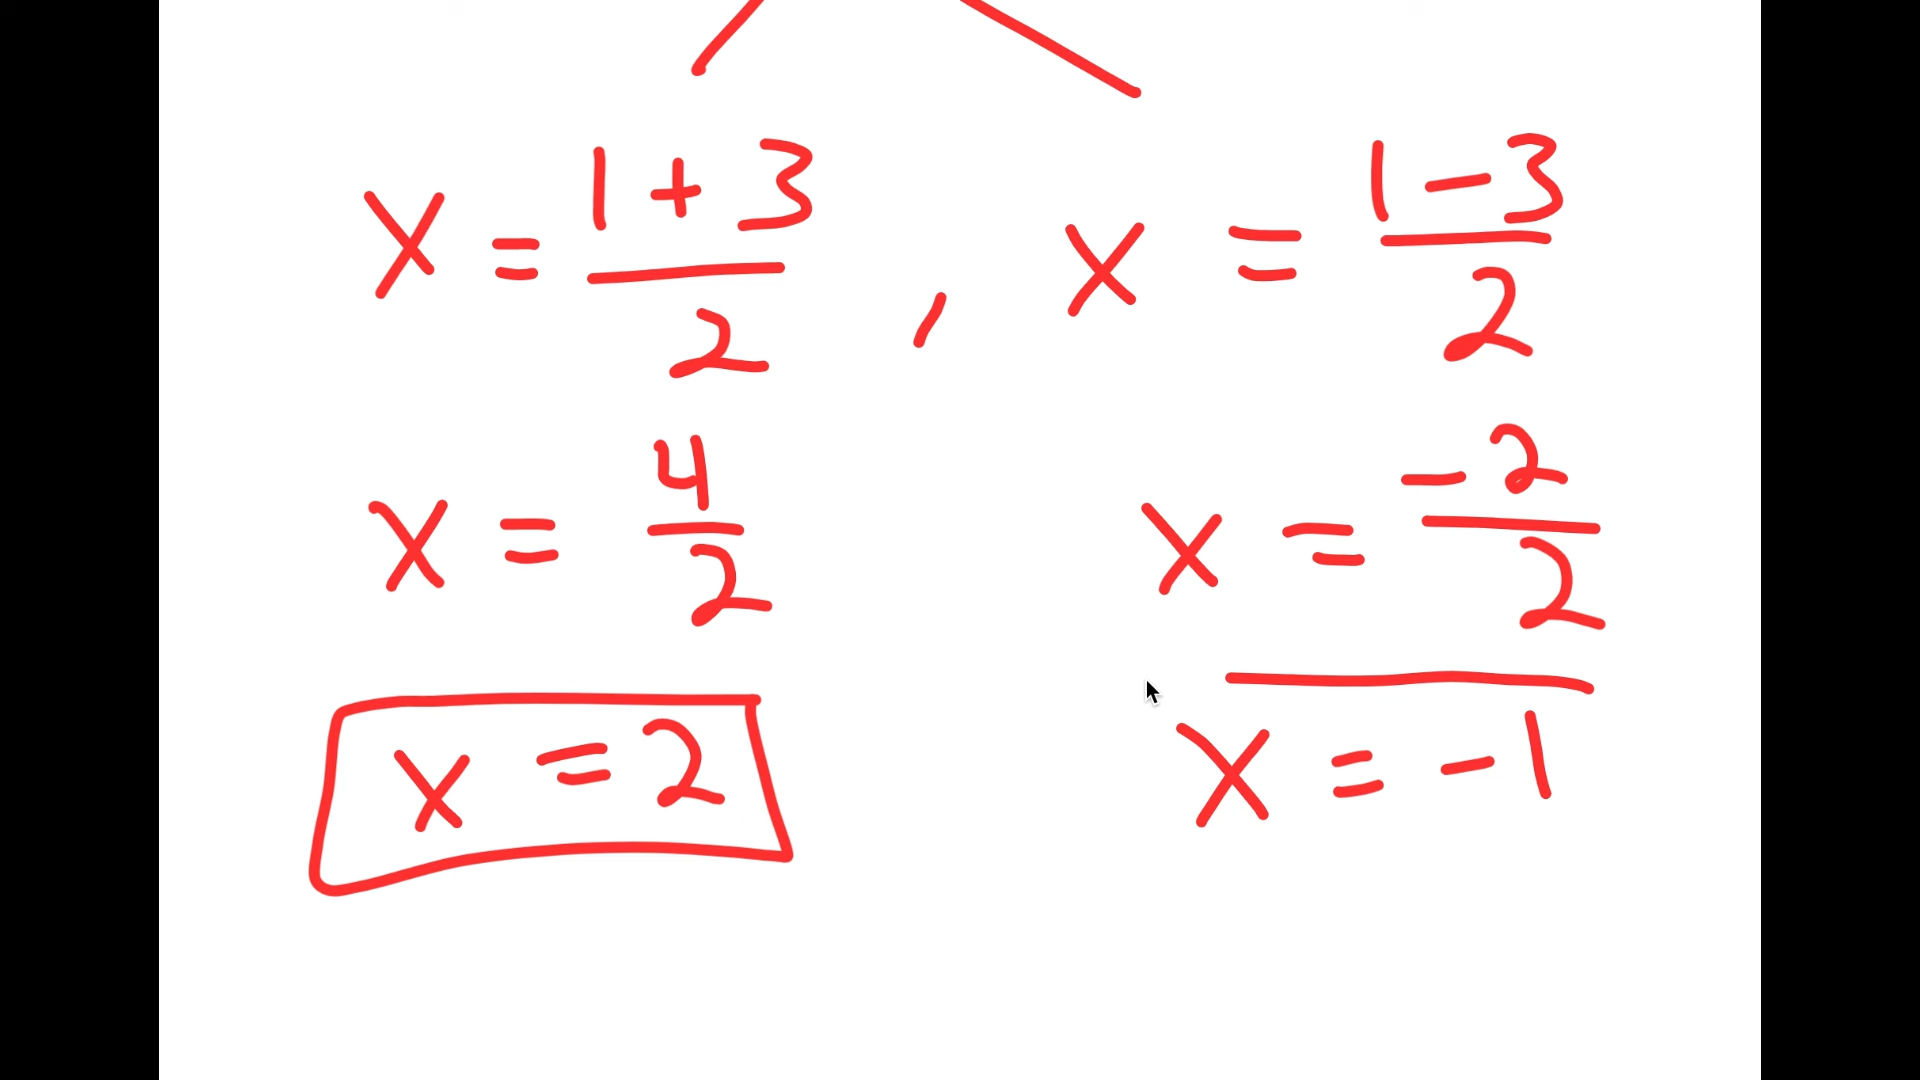 x = 1 + 3 / 2 , x = 1 - 3 / 2
x = 4 / 2 x = -2 / 2
x = 2 x = -1